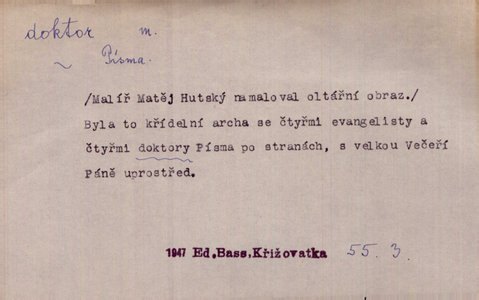 doktor m.
~ Písma.
/Malíř Matěj Hutský namaloval oltářní obraz./
Byla to křídelní archa se čtyřmi evangelisty a
čtyřmi doktory Písma po stranách, s velkou Večeří
Páně uprostřed.
1947 Ed.Bass,Křižovatka 55. 3.